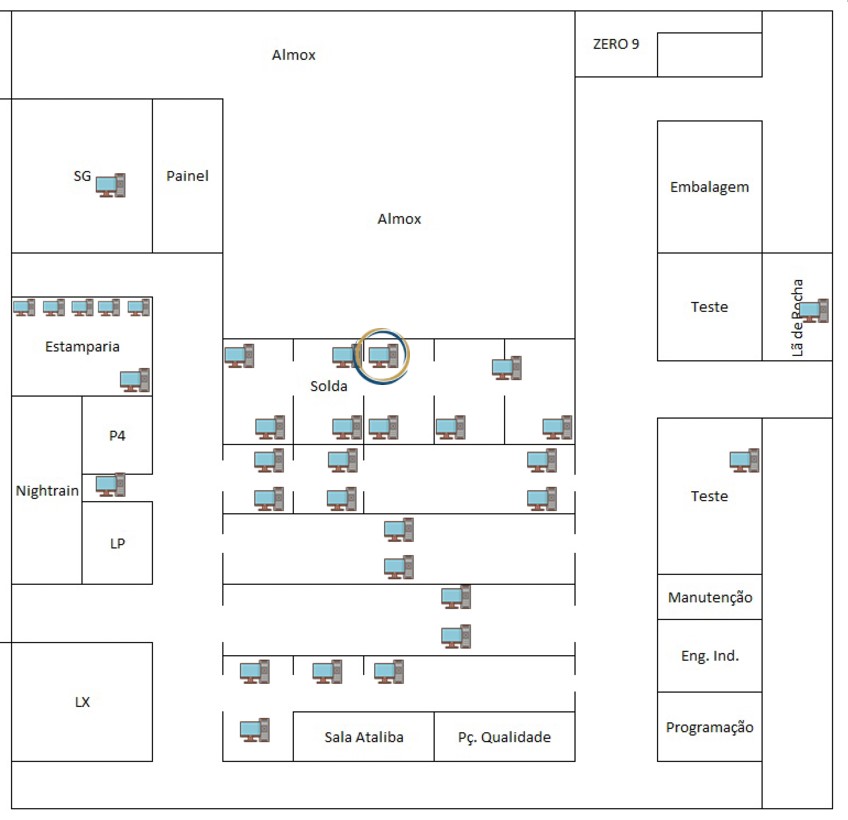 Almox
ZERO 9
SG
Painel
Almox
Embalagem
Teste
Lã de Rocha
Estamparia
Solda
P4
Nightrain
LP
Teste
Manutenção
Eng. Ind.
LX
Sala Ataliba
Pç. Qualidade
Programação